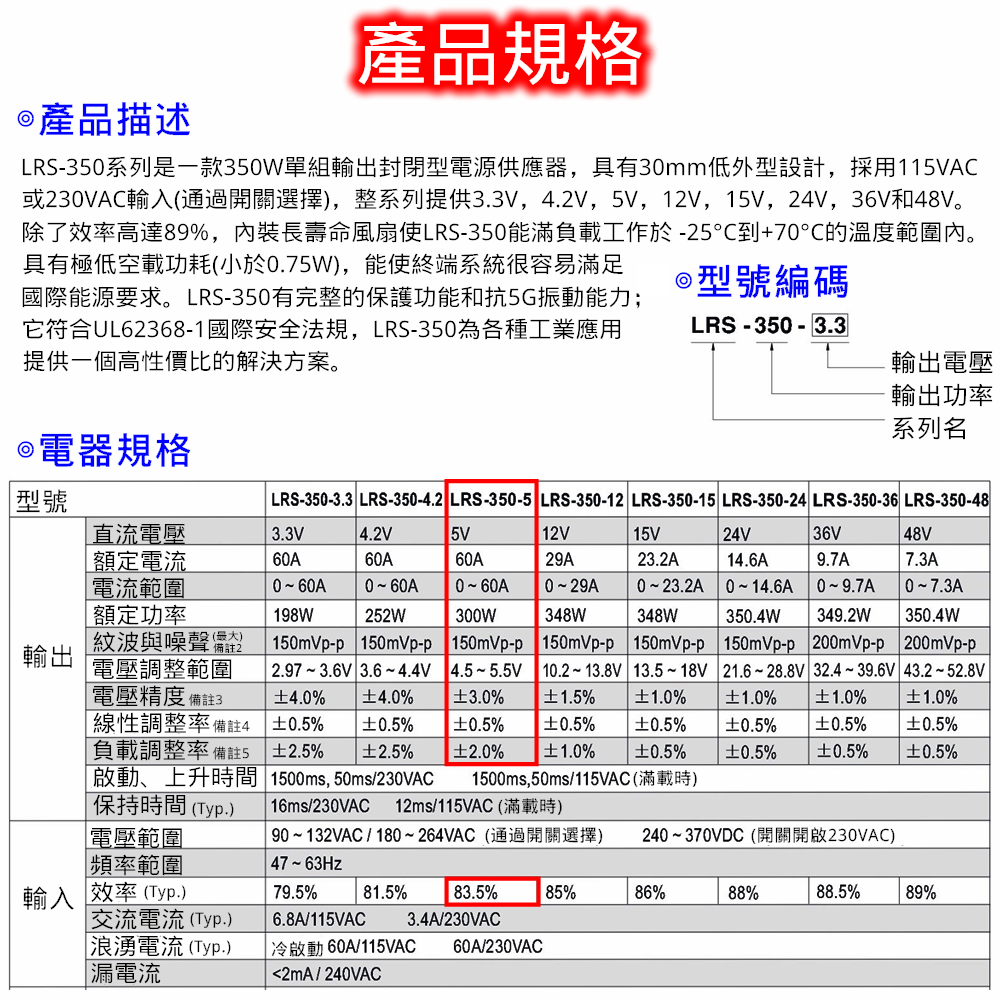 產品規格
◎產品描述
LRS-350系列是一款350W單組輸出封閉型電源供應器，具有30mm低外型設計，採用115VAC
或230VAC輸入(通過開關選擇)，整系列提供3.3V，4.2V，5V，12V，15V，24V，36V和48V。
除了效率高達89%，內裝長壽命風扇使LRS-350能滿負載工作於 -25°C到+70°C的溫度範圍內。
具有極低空載功耗(小於0.75W)，能使終端系統很容易滿足
國際能源要求。LRS-350有完整的保護功能和抗5G振動能力；
它符合UL62368-1國際安全法規，LRS-350為各種工業應用
提供一個高性價比的解決方案。
◎型號編碼
LRS - 350 - 3.3
輸出電壓
輸出功率
系列名
◎電器規格
型號 LRS-350-3.3 LRS-350-4.2 LRS-350-5 LRS-350-12 LRS-350-15 LRS-350-24 LRS-350-36 LRS-350-48
輸出
直流電壓 3.3V 4.2V 5V 12V 15V 24V 36V 48V
額定電流 60A 60A 60A 29A 23.2A 14.6A 9.7A 7.3A
電流範圍 0~60A 0~60A 0~60A 0~29A 0~23.2A 0~14.6A 0~9.7A 0~7.3A
額定功率 198W 252W 300W 348W 348W 350.4W 349.2W 350.4W
紋波與噪聲(最大)備註2 150mVp-p 150mVp-p 150mVp-p 150mVp-p 150mVp-p 150mVp-p 200mVp-p 200mVp-p
電壓調整範圍 2.97~3.6V 3.6~4.4V 4.5~5.5V 10.2~13.8V 13.5~18V 21.6~28.8V 32.4~39.6V 43.2~52.8V
電壓精度 備註3 ±4.0% ±4.0% ±3.0% ±1.5% ±1.0% ±1.0% ±1.0% ±1.0%
線性調整率 備註4 ±0.5% ±0.5% ±0.5% ±0.5% ±0.5% ±0.5% ±0.5% ±0.5%
負載調整率 備註5 ±2.5% ±2.5% ±2.0% ±1.0% ±0.5% ±0.5% ±0.5% ±0.5%
啟動、上升時間 1500ms, 50ms/230VAC 1500ms,50ms/115VAC(滿載時)
保持時間 (Typ.) 16ms/230VAC 12ms/115VAC (滿載時)
輸入
電壓範圍 90~132VAC / 180~264VAC (通過開關選擇) 240~370VDC (開關開啟230VAC)
頻率範圍 47~63Hz
效率 (Typ.) 79.5% 81.5% 83.5% 85% 86% 88% 88.5% 89%
交流電流 (Typ.) 6.8A/115VAC 3.4A/230VAC
浪湧電流 (Typ.) 冷啟動 60A/115VAC 60A/230VAC
漏電流 <2mA / 240VAC